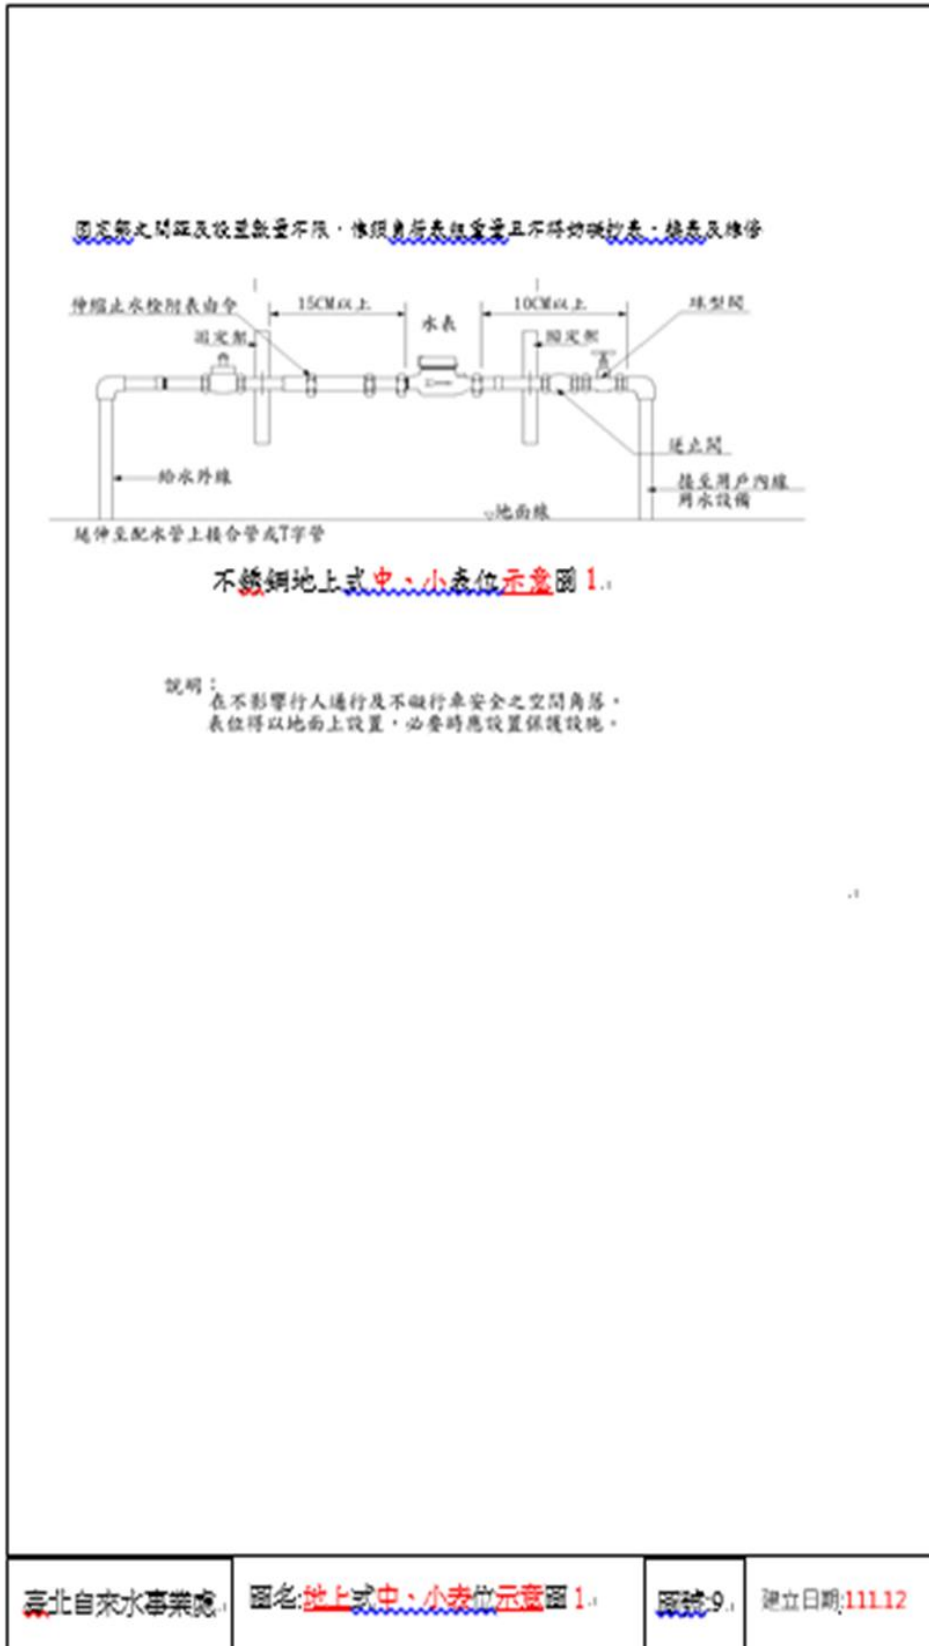 固定架之間距及設置數量不限，惟須負荷表組重量且不得妨礙抄表、換表及維修
伸縮止水栓附表由令
15CM以上
10CM以上
球型閥
水表
固定架
固定架
逆止閥
給水外線
接至用戶內線
用水設備
地面線
延伸至配水管上接合管或T字管
不銹鋼地上式中、小表位示意圖 1
說明：
在不影響行人通行及不礙行車安全之空間角落，
表位得以地面上設置，必要時應設置保護設施。
臺北自來水事業處
圖名:地上式中、小表位示意圖 1
圖號:9
建立日期:111.12